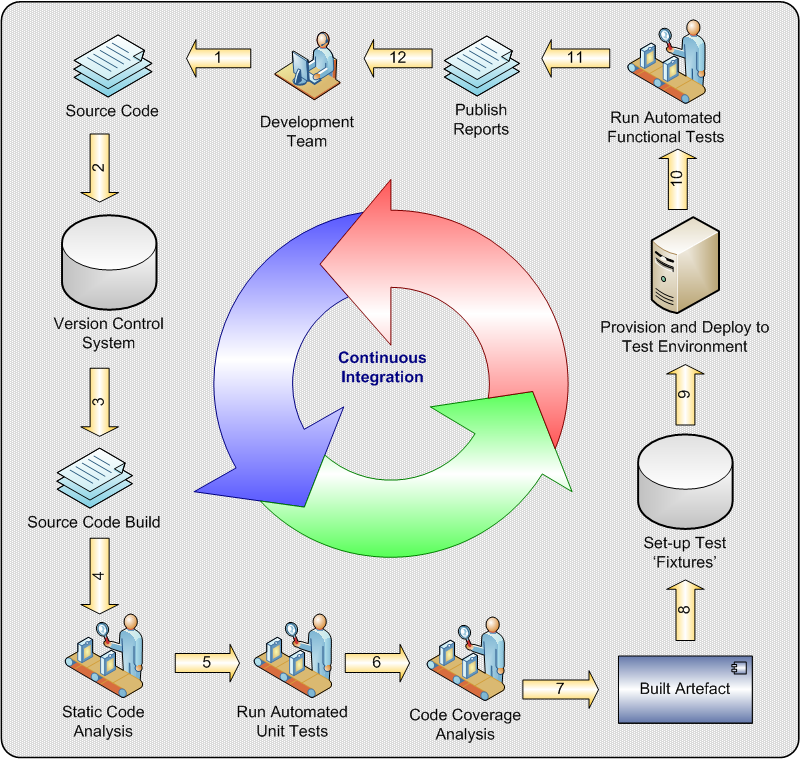 1
12
11
Source Code
Development
Team
Publish
Reports
Run Automated
Functional Tests
2
10
Version Control
System
Provision and Deploy to
Test Environment
Continuous
Integration
3
9
Source Code Build
Set-up Test
‘Fixtures’
4
8
5
6
7
Built Artefact
Static Code
Analysis
Run Automated
Unit Tests
Code Coverage
Analysis